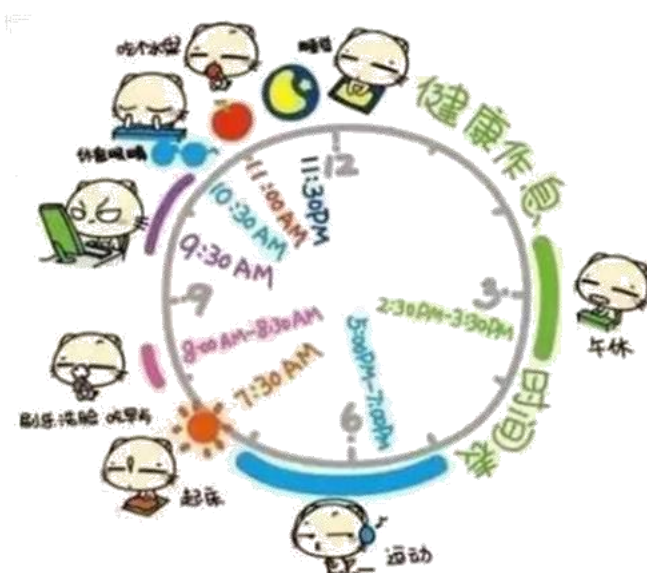 健康作息
时间表
吃个水果
睡觉
休息眼睛
12
11:30PM
11:00AM
10:30AM
9:30AM
9
3
2:30PM-3:30PM
午休
8:00AM-8:30AM
7:30AM
5:00PM-7:00PM
6
刷牙洗脸 吃早餐
起床
运动